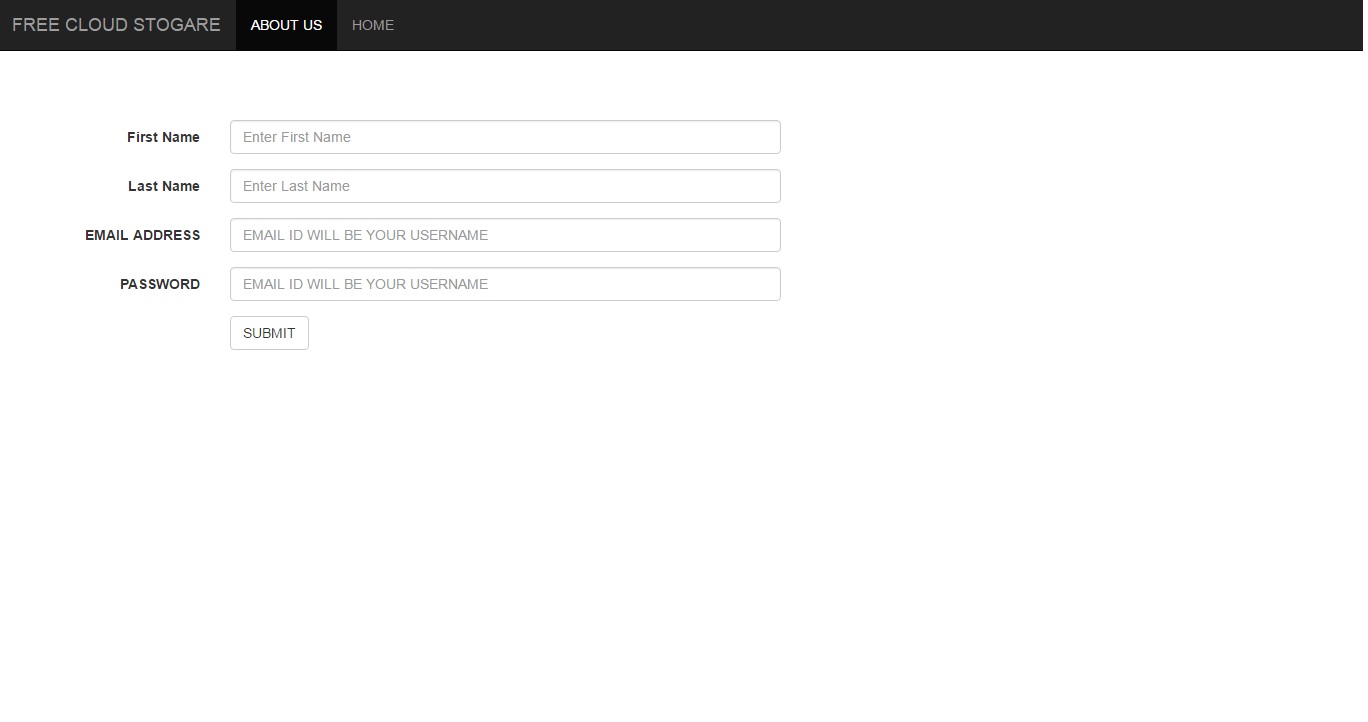 FREE CLOUD STOGARE ABOUT US HOME
First Name Enter First Name
Last Name Enter Last Name
EMAIL ADDRESS EMAIL ID WILL BE YOUR USERNAME
PASSWORD EMAIL ID WILL BE YOUR USERNAME
SUBMIT